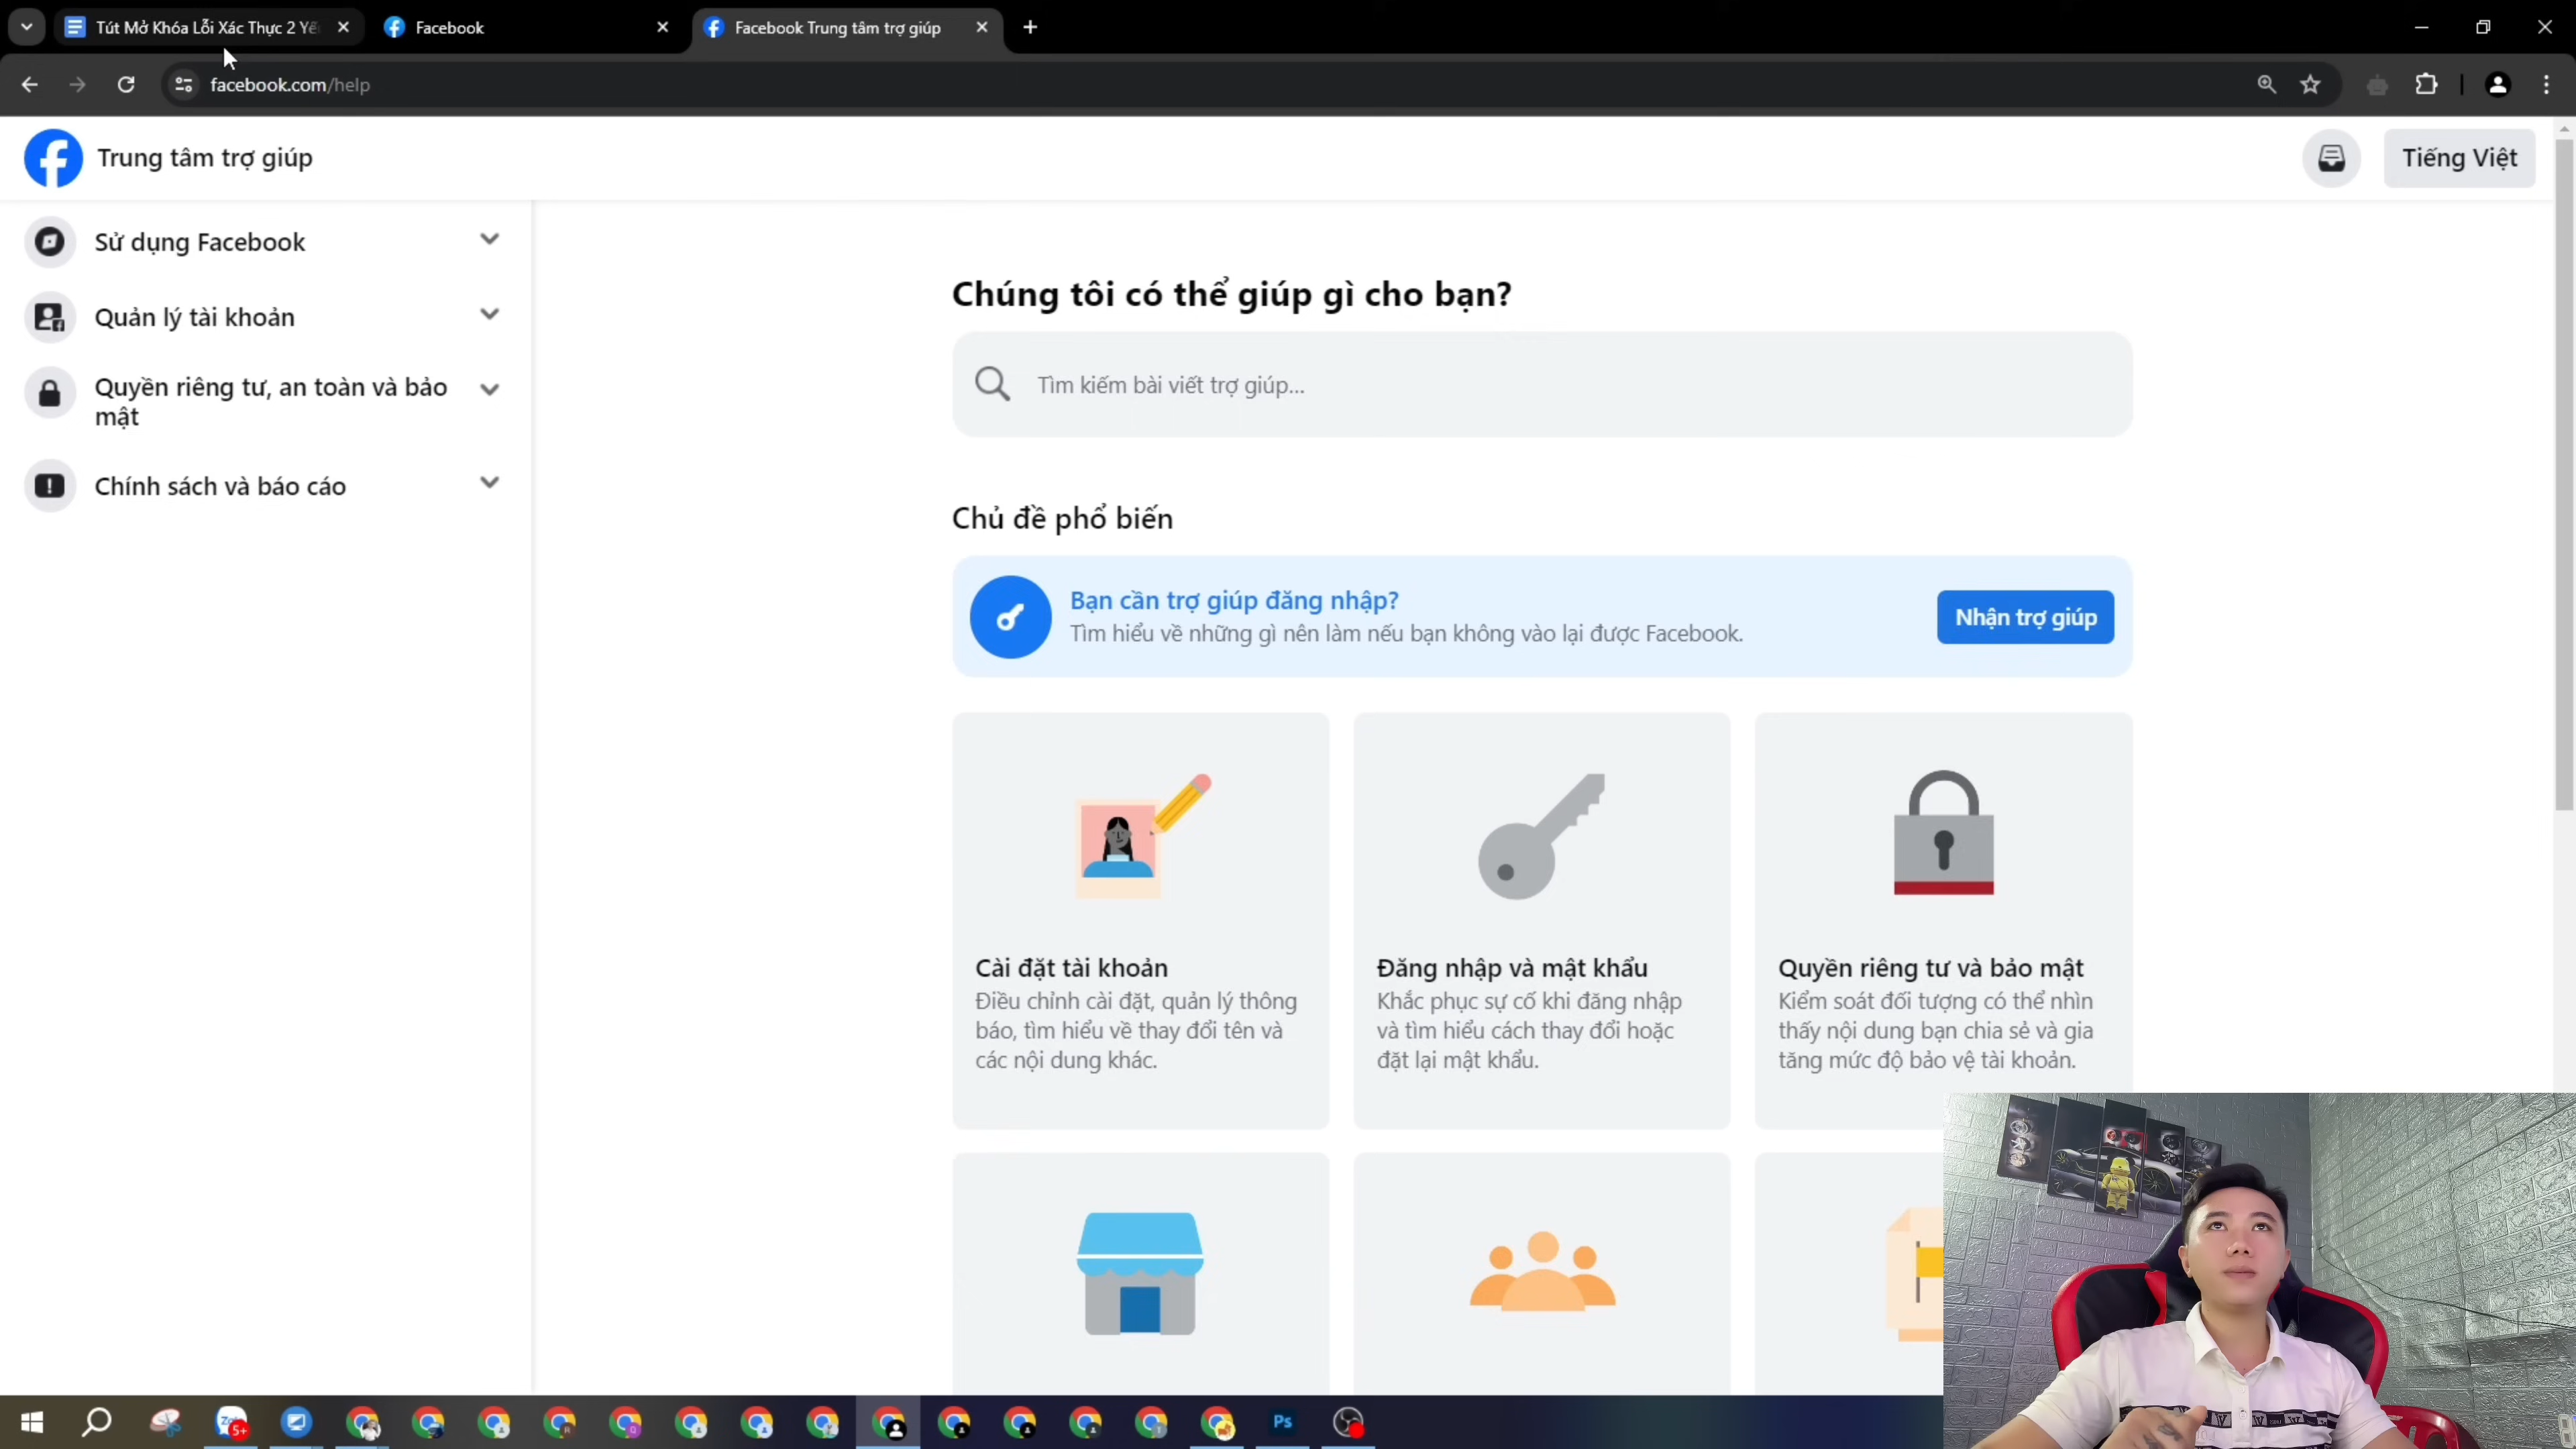 Tút Mở Khóa Lỗi Xác Thực 2 Yế
Facebook
Facebook Trung tâm trợ giúp
facebook.com/help
Trung tâm trợ giúp
Tiếng Việt
Sử dụng Facebook
Quản lý tài khoản
Quyền riêng tư, an toàn và bảo
mật
Chính sách và báo cáo
Chúng tôi có thể giúp gì cho bạn?
Tìm kiếm bài viết trợ giúp...
Chủ đề phổ biến
Bạn cần trợ giúp đăng nhập?
Tìm hiểu về những gì nên làm nếu bạn không vào lại được Facebook.
Nhận trợ giúp
Cài đặt tài khoản
Điều chỉnh cài đặt, quản lý thông
báo, tìm hiểu về thay đổi tên và
các nội dung khác.
Đăng nhập và mật khẩu
Khắc phục sự cố khi đăng nhập
và tìm hiểu cách thay đổi hoặc
đặt lại mật khẩu.
Quyền riêng tư và bảo mật
Kiểm soát đối tượng có thể nhìn
thấy nội dung bạn chia sẻ và gia
tăng mức độ bảo vệ tài khoản.
5+
Ps